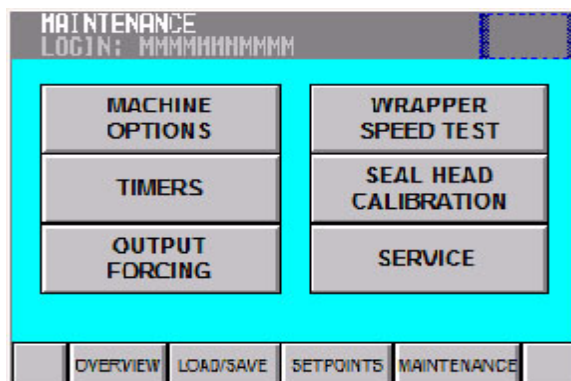 MAINTENANCE
LOGIN: MMMMMMMMMM
MACHINE
OPTIONS
WRAPPER
SPEED TEST
TIMERS
SEAL HEAD
CALIBRATION
OUTPUT
FORCING
SERVICE
OVERVIEW LOAD/SAVE SETPOINTS MAINTENANCE